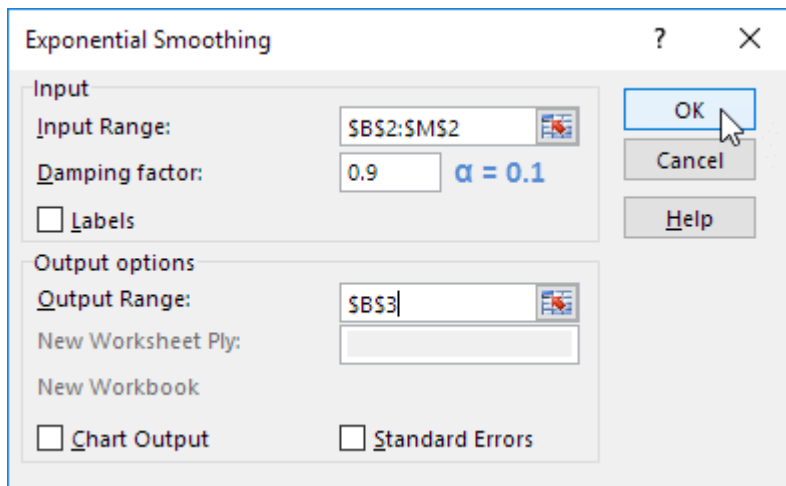 Exponential Smoothing ? ×
Input
Input Range: $B$2:$M$2
Damping factor: 0.9 α = 0.1
Labels
OK
Cancel
Help
Output options
Output Range: $B$3
New Worksheet Ply:
New Workbook
Chart Output Standard Errors